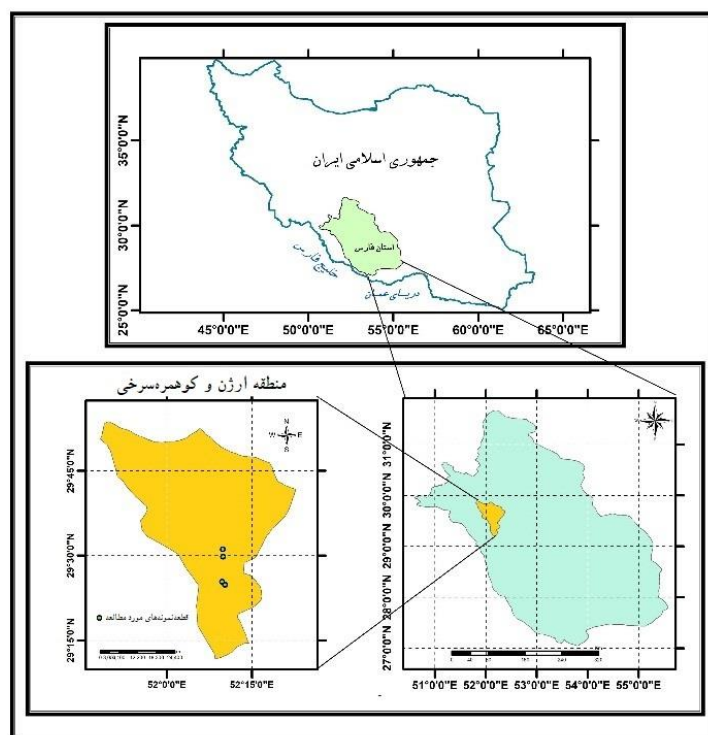 جمهوری اسلامی ایران
استان فارس
خلیج فارس
دریای عمان
35°0'0"N
30°0'0"N
25°0'0"N
45°0'0"E 50°0'0"E 55°0'0"E 60°0'0"E 65°0'0"E
منطقه ارژن و کوهمره‌سرخی
N
W E
S
29°45'0"N
29°30'0"N
29°15'0"N
قطعه‌نمونه‌های مورد مطالعه
52°0'0"E 52°15'0"E
31°0'0"N
30°0'0"N
29°0'0"N
28°0'0"N
27°0'0"N
51°0'0"E 52°0'0"E 53°0'0"E 54°0'0"E 55°0'0"E